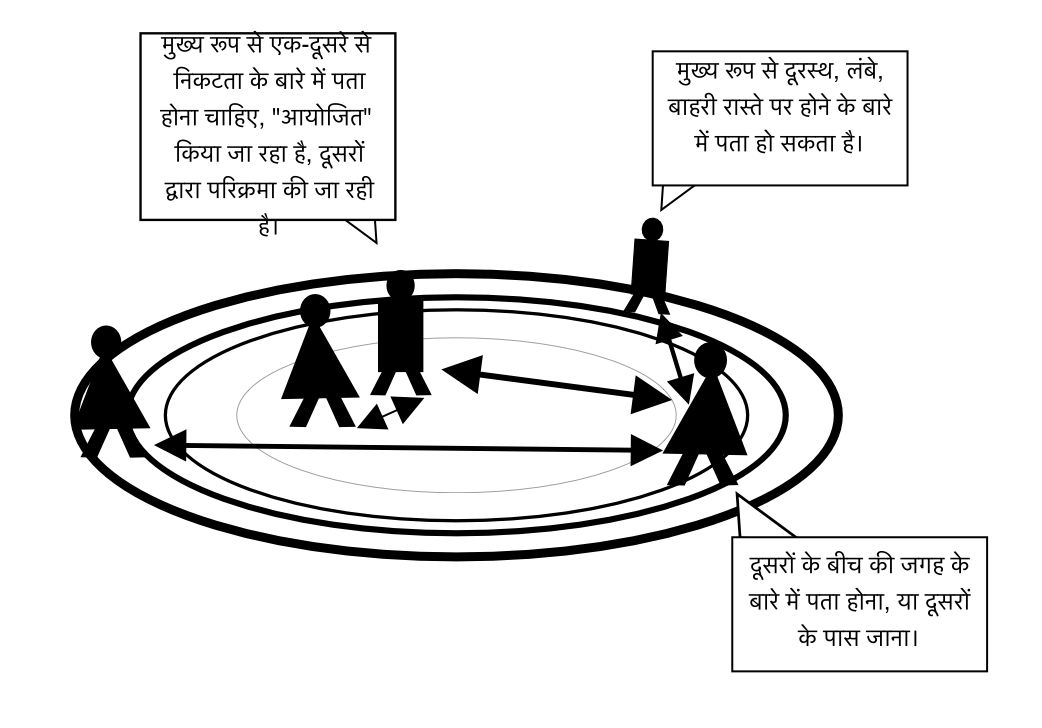 मुख्य रूप से एक-दूसरे से
निकटता के बारे में पता
होना चाहिए, "आयोजित"
किया जा रहा है, दूसरों
द्वारा परिक्रमा की जा रही
है।
मुख्य रूप से दूरस्थ, लंबे,
बाहरी रास्ते पर होने के बारे
में पता हो सकता है।
दूसरों के बीच की जगह के
बारे में पता होना, या दूसरों
के पास जाना।